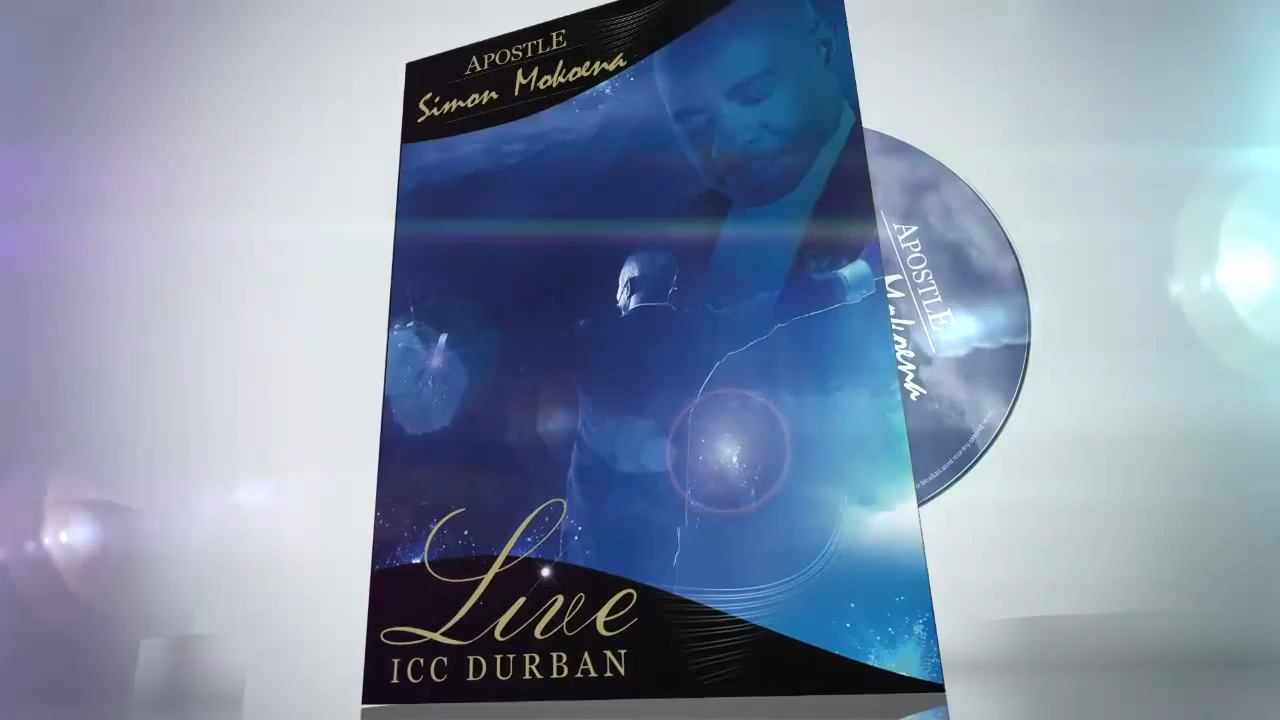 APOSTLE
Simon Mokoena
Live
ICC DURBAN
APOSTLE
Mokoena